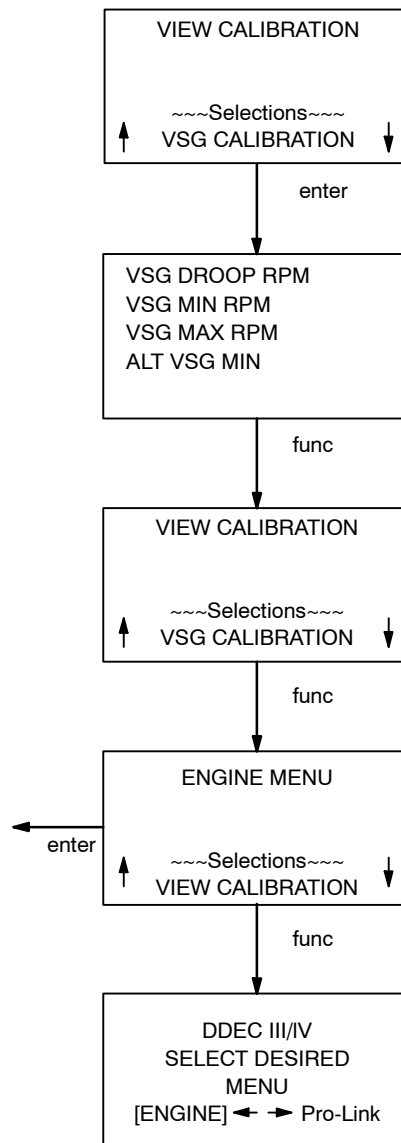 VIEW CALIBRATION
~~~Selections~~~
↑ VSG CALIBRATION ↓
enter
VSG DROOP RPM
VSG MIN RPM
VSG MAX RPM
ALT VSG MIN
func
VIEW CALIBRATION
~~~Selections~~~
↑ VSG CALIBRATION ↓
func
ENGINE MENU
enter
~~~Selections~~~
↑ VIEW CALIBRATION ↓
func
DDEC III/IV
SELECT DESIRED
MENU
[ENGINE] ← → Pro-Link